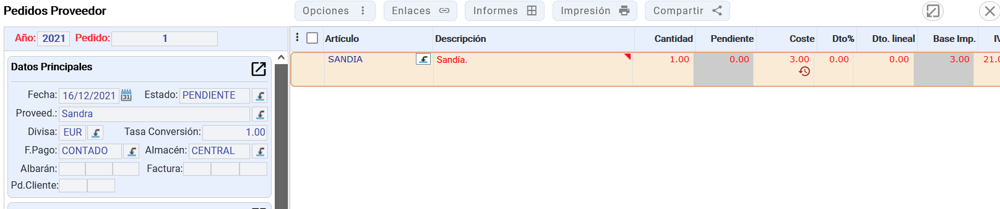 Pedidos Proveedor
Opciones
Enlaces
Informes
Impresión
Compartir
Año: 2021 Pedido: 1
Datos Principales
Fecha: 16/12/2021 31 Estado: PENDIENTE
Proveed.: Sandra
Divisa: EUR Tasa Conversión: 1.00
F.Pago: CONTADO Almacén: CENTRAL
Albarán: Factura:
Pd.Cliente:
Artículo Descripción Cantidad Pendiente Coste Dto% Dto. lineal Base Imp.
SANDIA Sandía. 1.00 0.00 3.00 0.00 0.00 3.00